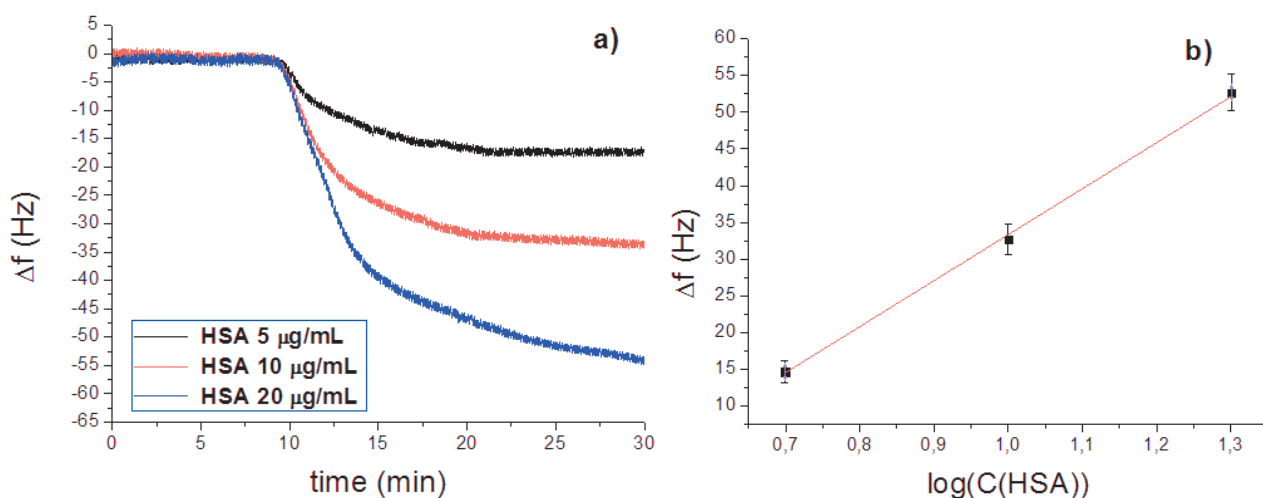 a)
5
0
-5
-10
-15
-20
-25
-30
-35
-40
-45
-50
-55
-60
-65
Δf (Hz)
HSA 5 μg/mL
HSA 10 μg/mL
HSA 20 μg/mL
0 5 10 15 20 25 30
time (min)
b)
60
55
50
45
40
35
30
25
20
15
10
Δf (Hz)
0,7 0,8 0,9 1,0 1,1 1,2 1,3
log(C(HSA))